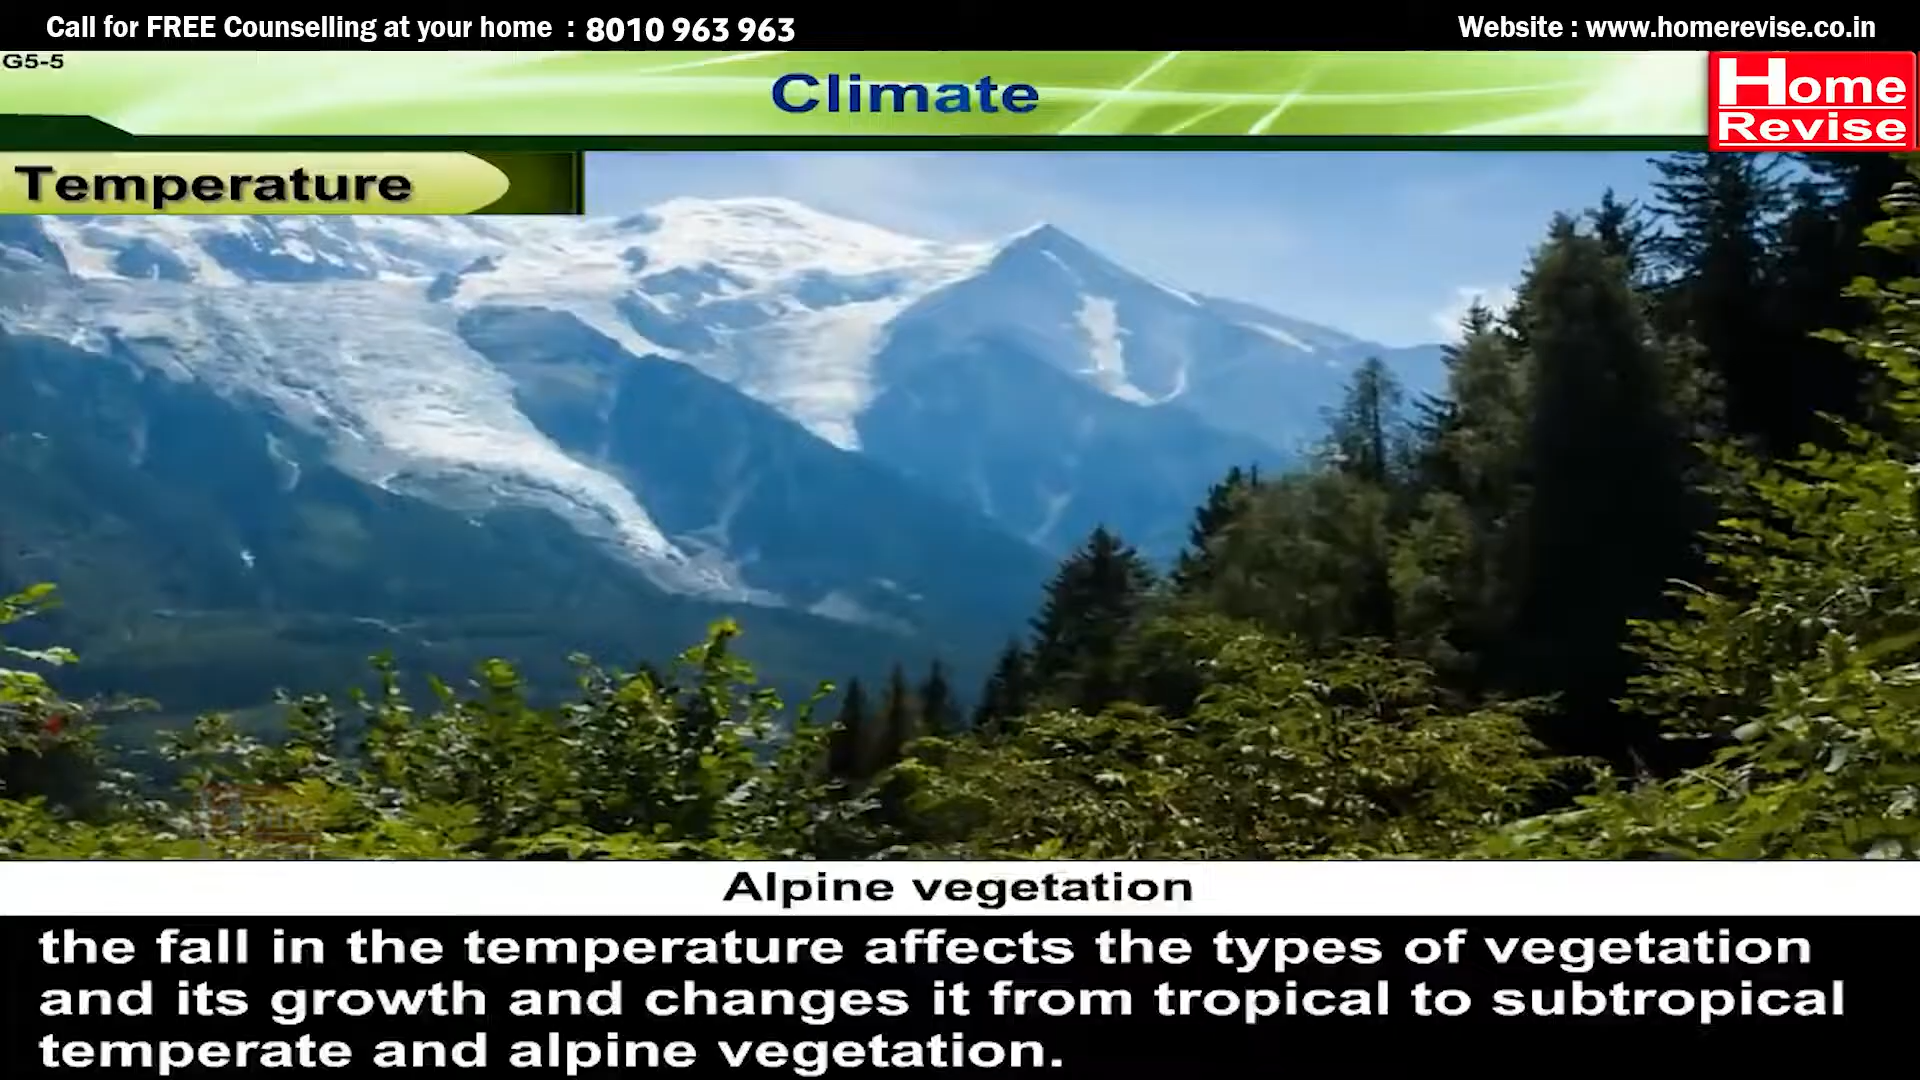 Call for FREE Counselling at your home : 8010 963 963
Website : www.homerevise.co.in
G5-5
Climate
Home
Revise
Temperature
Alpine vegetation
the fall in the temperature affects the types of vegetation
and its growth and changes it from tropical to subtropical
temperate and alpine vegetation.